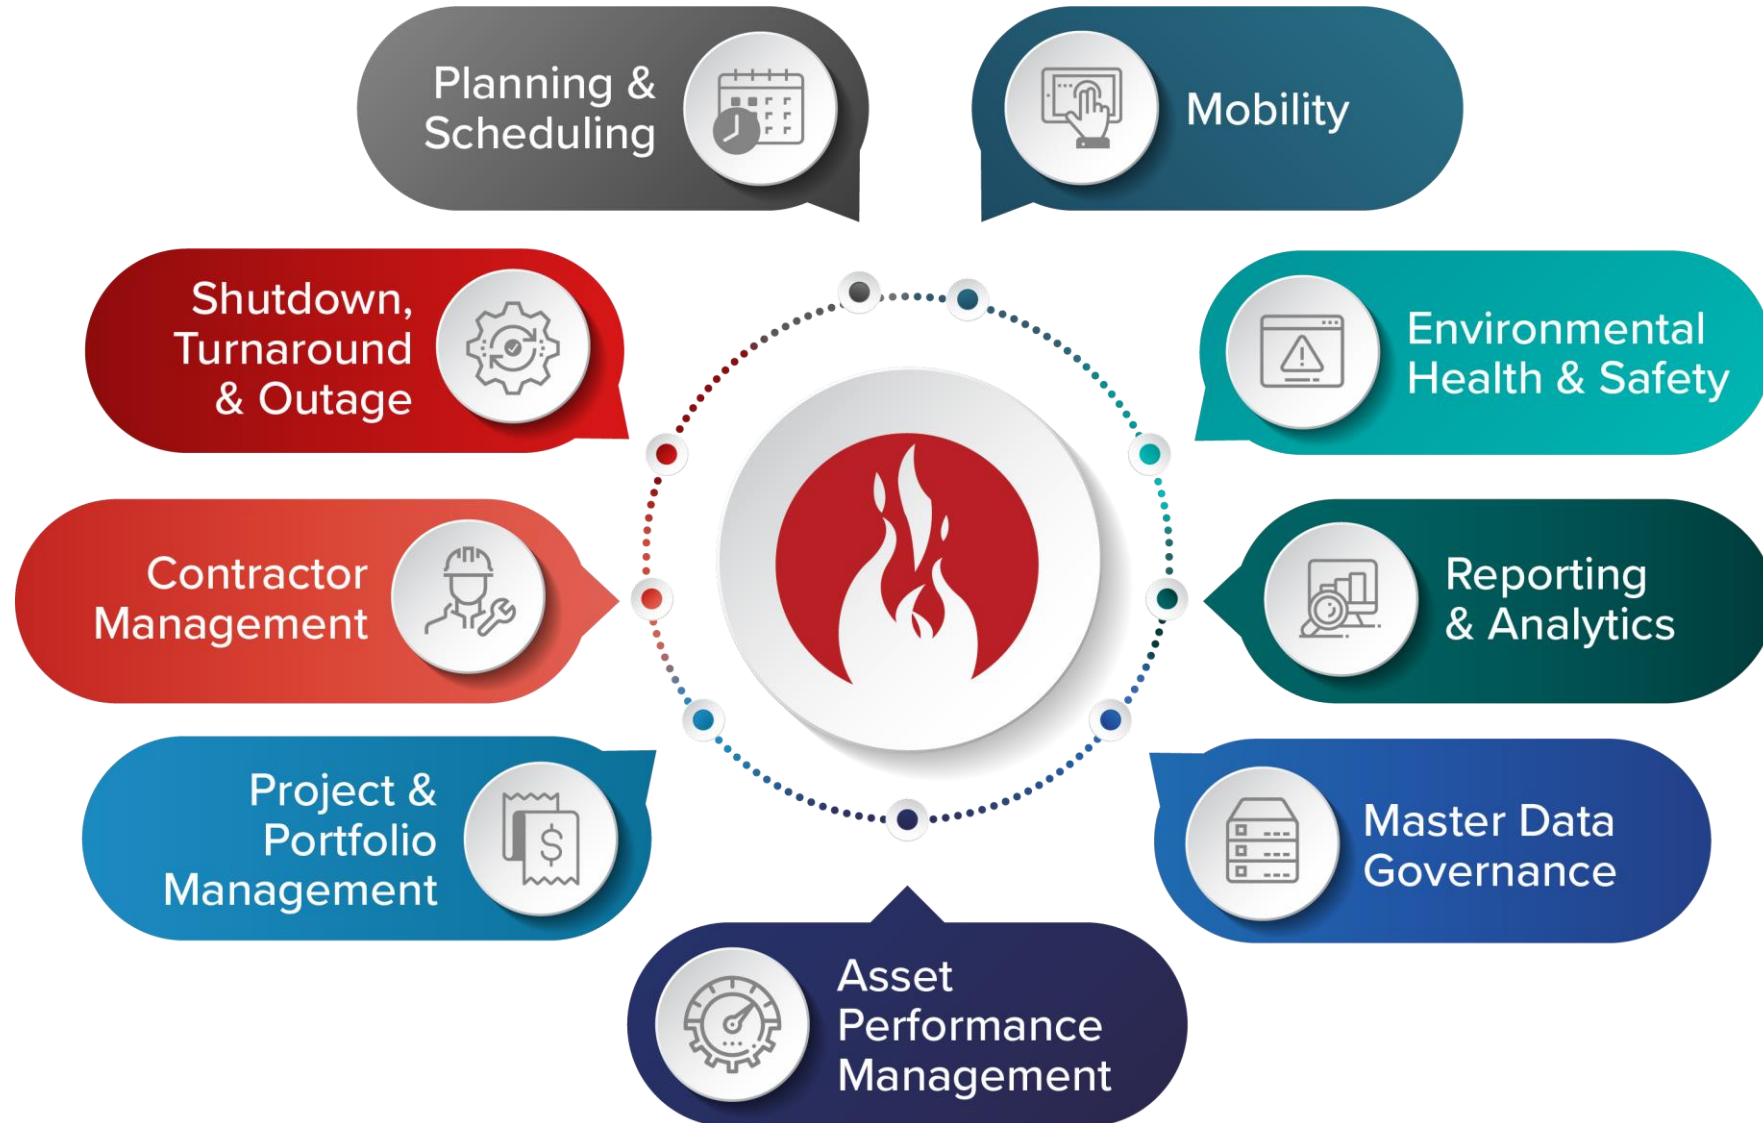 Planning &
Scheduling
Mobility
Shutdown,
Turnaround
& Outage
Environmental
Health & Safety
Contractor
Management
Reporting
& Analytics
Project &
Portfolio
Management
Master Data
Governance
Asset
Performance
Management